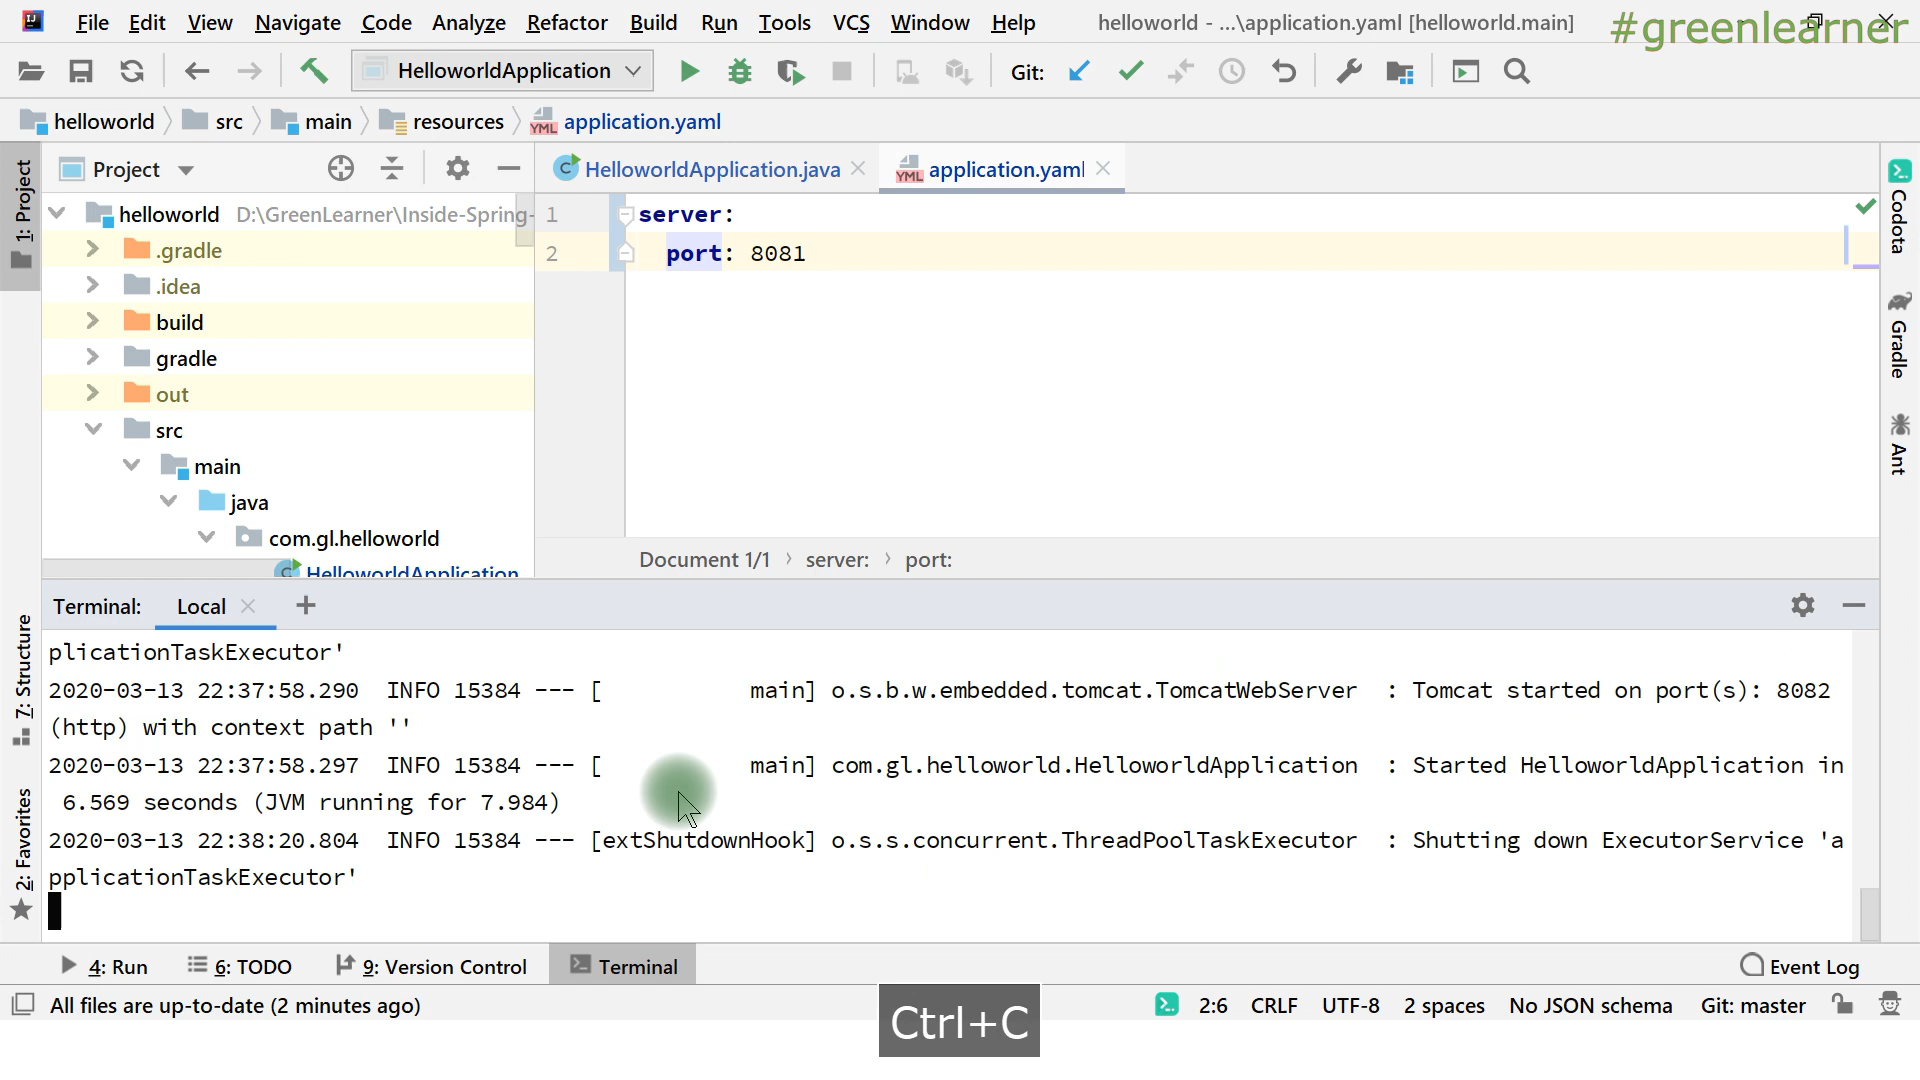 File Edit View Navigate Code Analyze Refactor Build Run Tools VCS Window Help helloworld - ...\application.yaml [helloworld.main]
#greenlearner
HelloworldApplication Git:
helloworld src main resources application.yaml
1: Project
Project
HelloworldApplication.java application.yaml
helloworld D:\GreenLearner\Inside-Spring-
.gradle
.idea
build
gradle
out
src
main
java
com.gl.helloworld
HelloworldApplication
1 server:
2 port: 8081
Document 1/1 › server: › port:
Codota
Gradle
Ant
7: Structure
2: Favorites
Terminal: Local +
plicationTaskExecutor'
2020-03-13 22:37:58.290 INFO 15384 --- [ main] o.s.b.w.embedded.tomcat.TomcatWebServer : Tomcat started on port(s): 8082
(http) with context path ''
2020-03-13 22:37:58.297 INFO 15384 --- [ main] com.gl.helloworld.HelloworldApplication : Started HelloworldApplication in
6.569 seconds (JVM running for 7.984)
2020-03-13 22:38:20.804 INFO 15384 --- [extShutdownHook] o.s.s.concurrent.ThreadPoolTaskExecutor : Shutting down ExecutorService 'a
pplicationTaskExecutor'
4: Run 6: TODO 9: Version Control Terminal Event Log
All files are up-to-date (2 minutes ago) 2:6 CRLF UTF-8 2 spaces No JSON schema Git: master
Ctrl+C